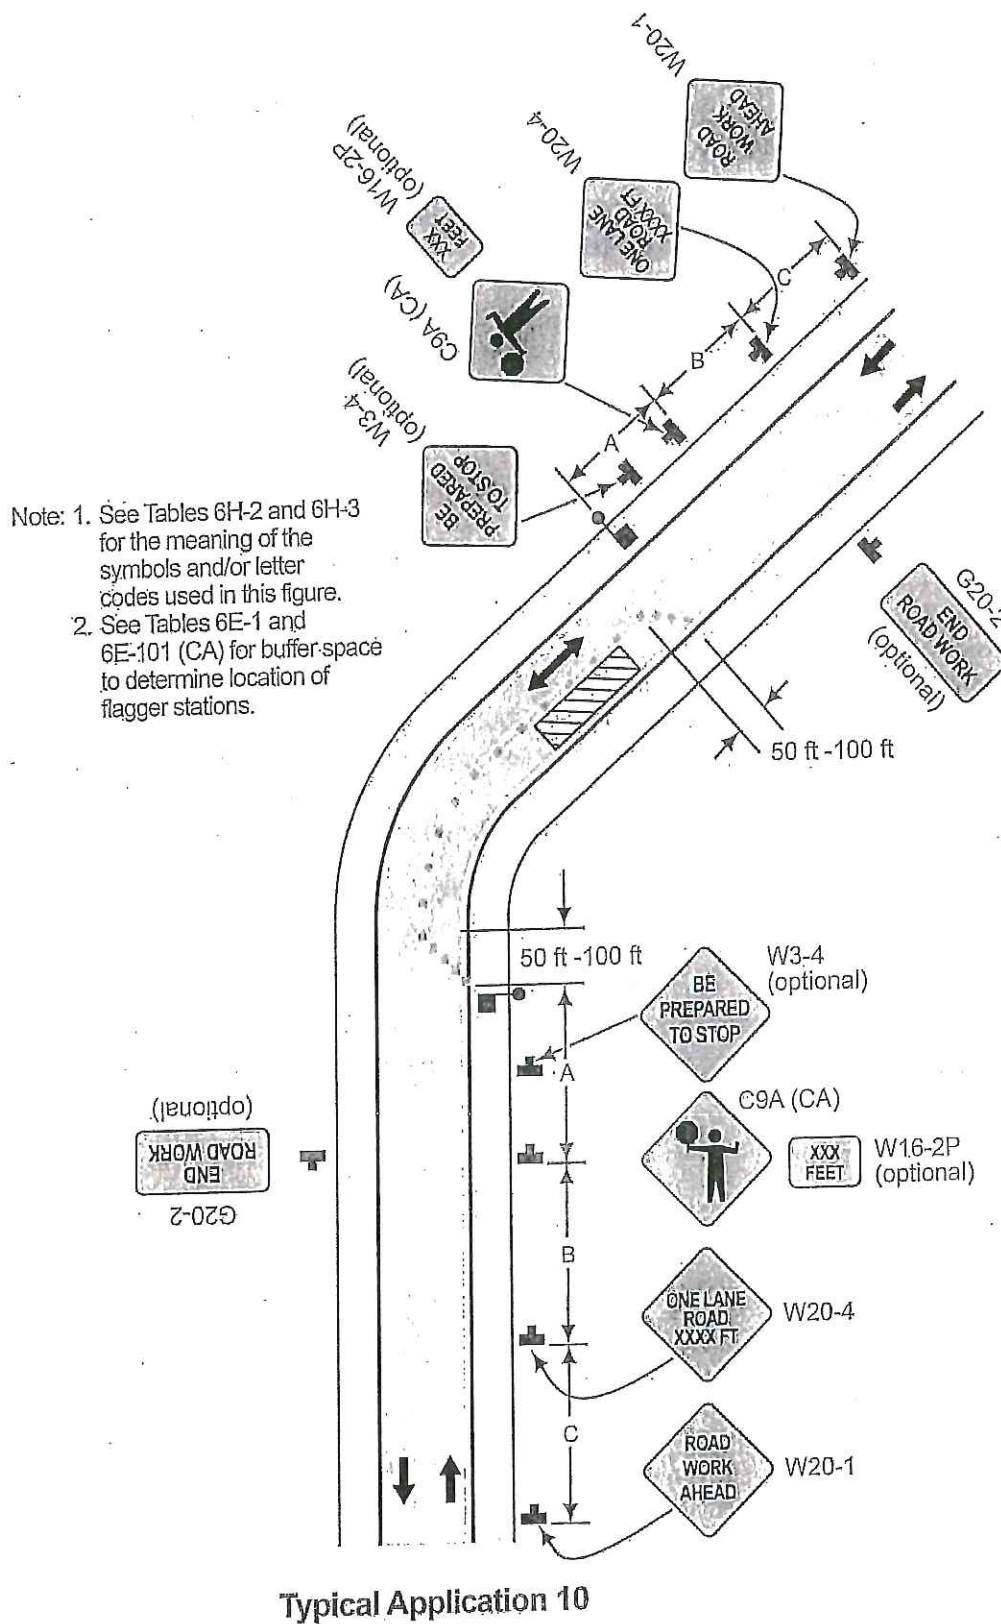 W20-1
ROAD
WORK
AHEAD
W20-4
ONE LANE
ROAD
XXXX FT
W16-2P
(optional)
XXX
FEET
C9A (CA)
W3-4
(optional)
BE
PREPARED
TO STOP
A
B
C
Note: 1. See Tables 6H-2 and 6H-3
for the meaning of the
symbols and/or letter
codes used in this figure.
2. See Tables 6E-1 and
6E-101 (CA) for buffer space
to determine location of
flagger stations.
G20-2
END
ROAD WORK
(optional)
50 ft -100 ft
50 ft -100 ft
W3-4
(optional)
BE
PREPARED
TO STOP
A
C9A (CA)
XXX
FEET
W16-2P
(optional)
G20-2
END
ROAD WORK
(optional)
B
ONE LANE
ROAD
XXXX FT
W20-4
C
ROAD
WORK
AHEAD
W20-1
Typical Application 10